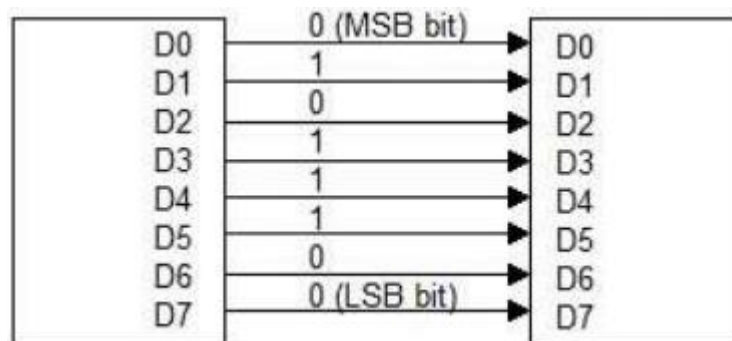 0 (MSB bit)
D0 D0
1
D1 D1
0
D2 D2
1
D3 D3
1
D4 D4
1
D5 D5
0
D6 D6
0 (LSB bit)
D7 D7